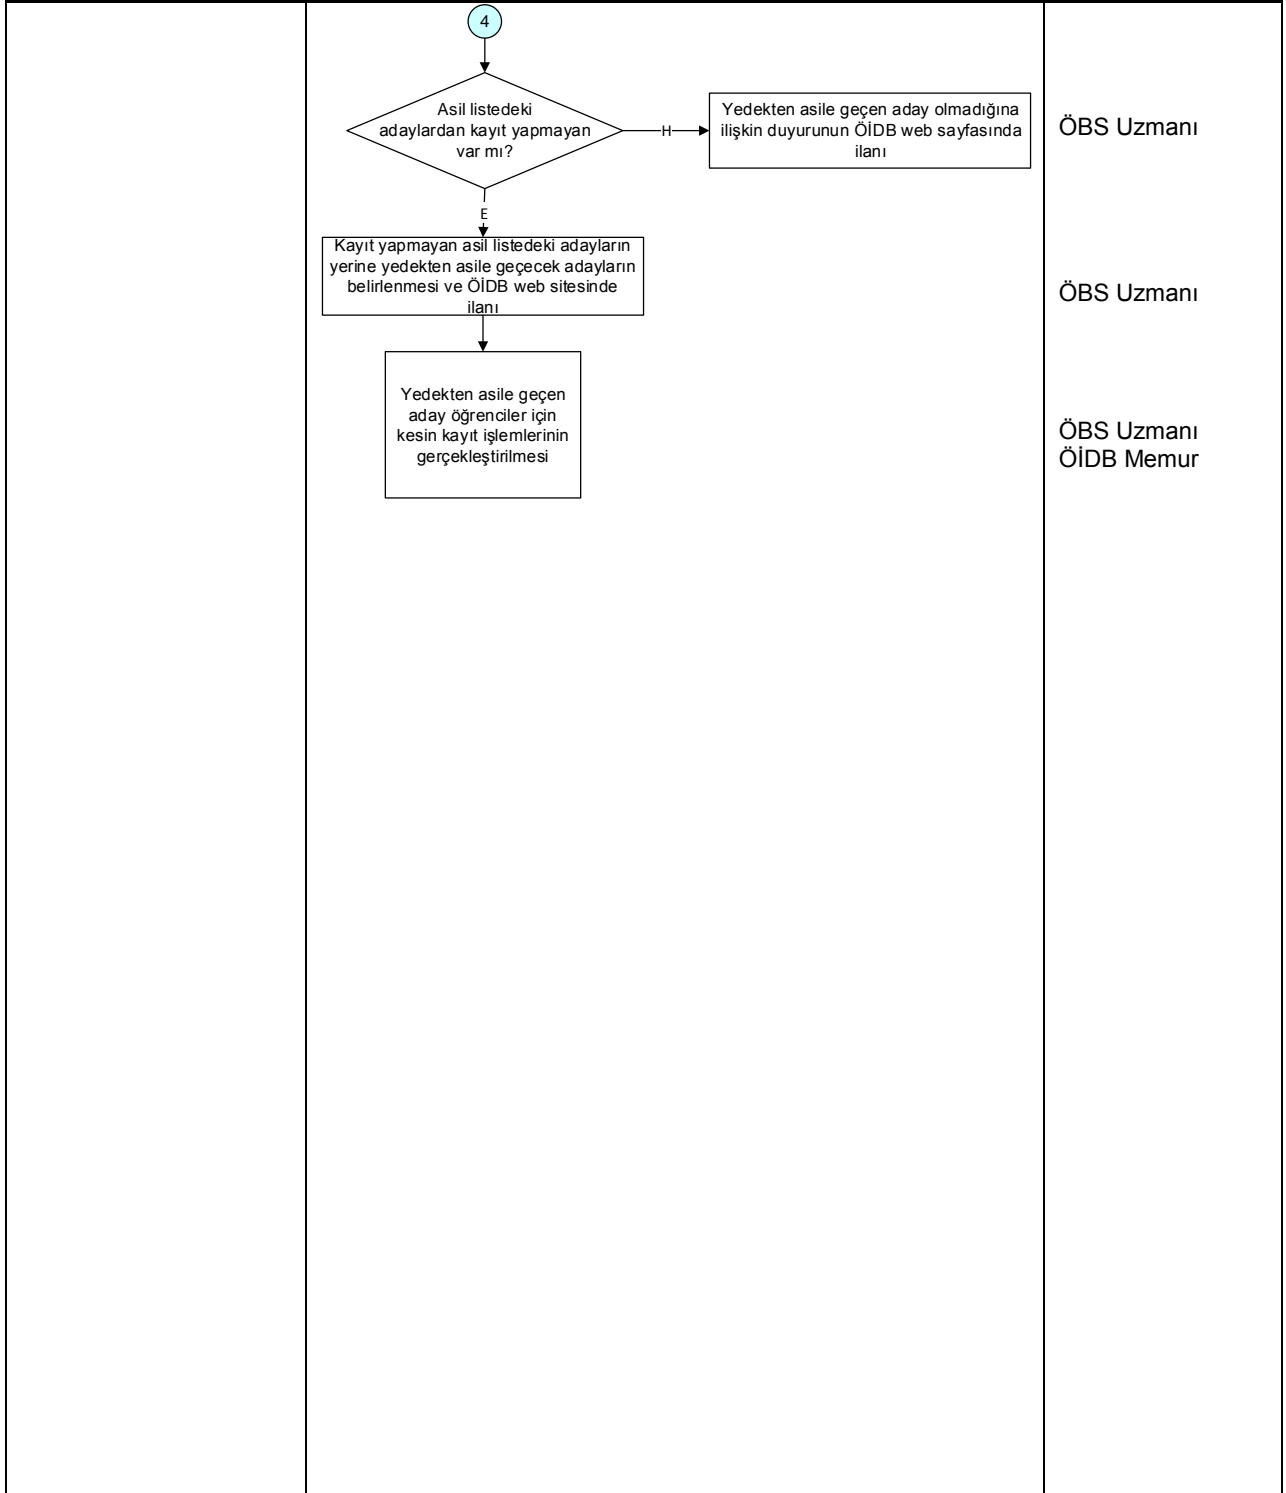 4
Asil listedeki
adaylardan kayıt yapmayan
var mı?
H
Yedekten asile geçen aday olmadığına
ilişkin duyurunun ÖİDB web sayfasında
ilanı
ÖBS Uzmanı
E
Kayıt yapmayan asil listedeki adayların
yerine yedekten asile geçecek adayların
belirlenmesi ve ÖİDB web sitesinde
ilanı
ÖBS Uzmanı
Yedekten asile geçen
aday öğrenciler için
kesin kayıt işlemlerinin
gerçekleştirilmesi
ÖBS Uzmanı
ÖİDB Memur